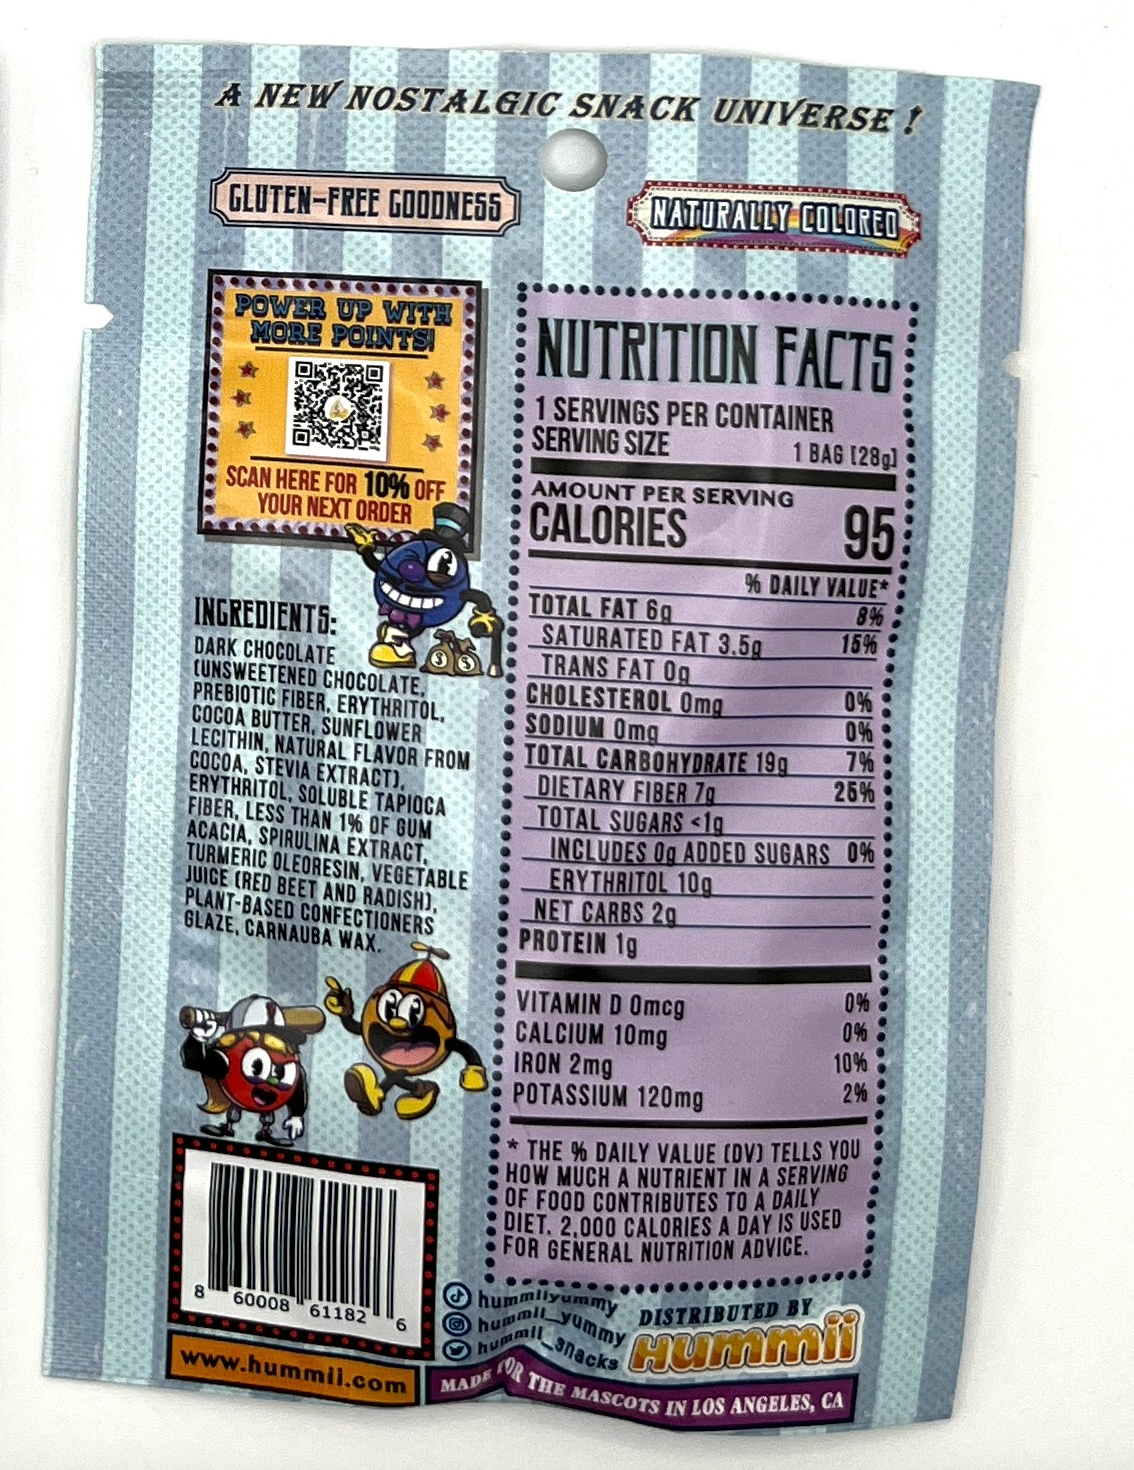 A NEW NOSTALGIC SNACK UNIVERSE !
GLUTEN-FREE GOODNESS
NATURALLY COLORED
POWER UP WITH
MORE POINTS!
SCAN HERE FOR 10% OFF
YOUR NEXT ORDER
INGREDIENTS:
DARK CHOCOLATE
(UNSWEETENED CHOCOLATE,
PREBIOTIC FIBER, ERYTHRITOL,
COCOA BUTTER, SUNFLOWER
LECITHIN, NATURAL FLAVOR FROM
COCOA, STEVIA EXTRACT),
ERYTHRITOL, SOLUBLE TAPIOCA
FIBER, LESS THAN 1% OF GUM
ACACIA, SPIRULINA EXTRACT,
TURMERIC OLEORESIN, VEGETABLE
JUICE (RED BEET AND RADISH),
PLANT-BASED CONFECTIONERS
GLAZE, CARNAUBA WAX.
8 60008 61182 6
www.hummii.com
NUTRITION FACTS
1 SERVINGS PER CONTAINER
SERVING SIZE 1 BAG [28g]
AMOUNT PER SERVING
CALORIES 95
% DAILY VALUE*
TOTAL FAT 6g 8%
SATURATED FAT 3.5g 15%
TRANS FAT 0g
CHOLESTEROL 0mg 0%
SODIUM 0mg 0%
TOTAL CARBOHYDRATE 19g 7%
DIETARY FIBER 7g 25%
TOTAL SUGARS <1g
INCLUDES 0g ADDED SUGARS 0%
ERYTHRITOL 10g
NET CARBS 2g
PROTEIN 1g
VITAMIN D 0mcg 0%
CALCIUM 10mg 0%
IRON 2mg 10%
POTASSIUM 120mg 2%
* THE % DAILY VALUE (DV) TELLS YOU
HOW MUCH A NUTRIENT IN A SERVING
OF FOOD CONTRIBUTES TO A DAILY
DIET. 2,000 CALORIES A DAY IS USED
FOR GENERAL NUTRITION ADVICE.
hummiiyummy
hummii_yummy
hummii_snacks
DISTRIBUTED BY
Hummii
MADE FOR THE MASCOTS IN LOS ANGELES, CA